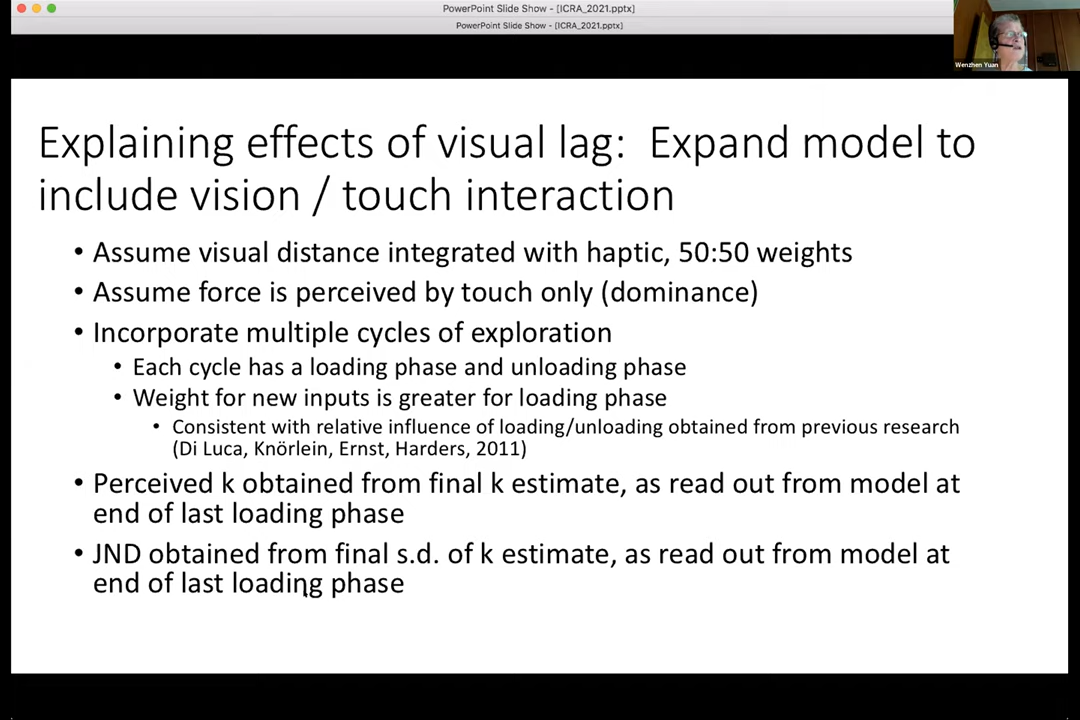 PowerPoint Slide Show - [ICRA_2021.pptx]
PowerPoint Slide Show - [ICRA_2021.pptx]
Wenzhen Yuan
Explaining effects of visual lag: Expand model to
include vision / touch interaction
• Assume visual distance integrated with haptic, 50:50 weights
• Assume force is perceived by touch only (dominance)
• Incorporate multiple cycles of exploration
• Each cycle has a loading phase and unloading phase
• Weight for new inputs is greater for loading phase
• Consistent with relative influence of loading/unloading obtained from previous research
(Di Luca, Knörlein, Ernst, Harders, 2011)
• Perceived k obtained from final k estimate, as read out from model at
end of last loading phase
• JND obtained from final s.d. of k estimate, as read out from model at
end of last loading phase